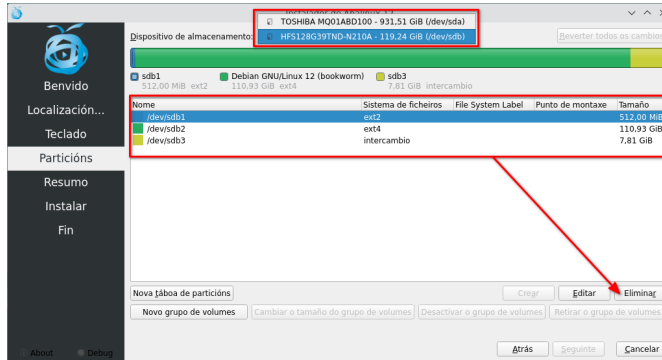 Instalador de Abalinux 12
TOSHIBA MQ01ABD100 - 931,51 GiB (/dev/sda)
Dispositivo de almacenamento:
HFS128G39TND-N210A - 119,24 GiB (/dev/sdb)
Reverter todos os cambios
sdb1
Debian GNU/Linux 12 (bookworm)
sdb3
512,00 MiB ext2
110,93 GiB ext4
7,81 GiB intercambio
Benvido
Localización...
Teclado
Particións
Resumo
Instalar
Fin
Nome
Sistema de ficheiros
File System Label
Punto de montaxe
Tamaño
/dev/sdb1
ext2
512,00 MiB
/dev/sdb2
ext4
110,93 GiB
/dev/sdb3
intercambio
7,81 GiB
Nova táboa de particións
Crear
Editar
Eliminar
Novo grupo de volumes
Cambiar o tamaño do grupo de volumes
Desactivar o grupo de volumes
Retirar o grupo de volumes
About
Debug
Atrás
Seguinte
Cancelar